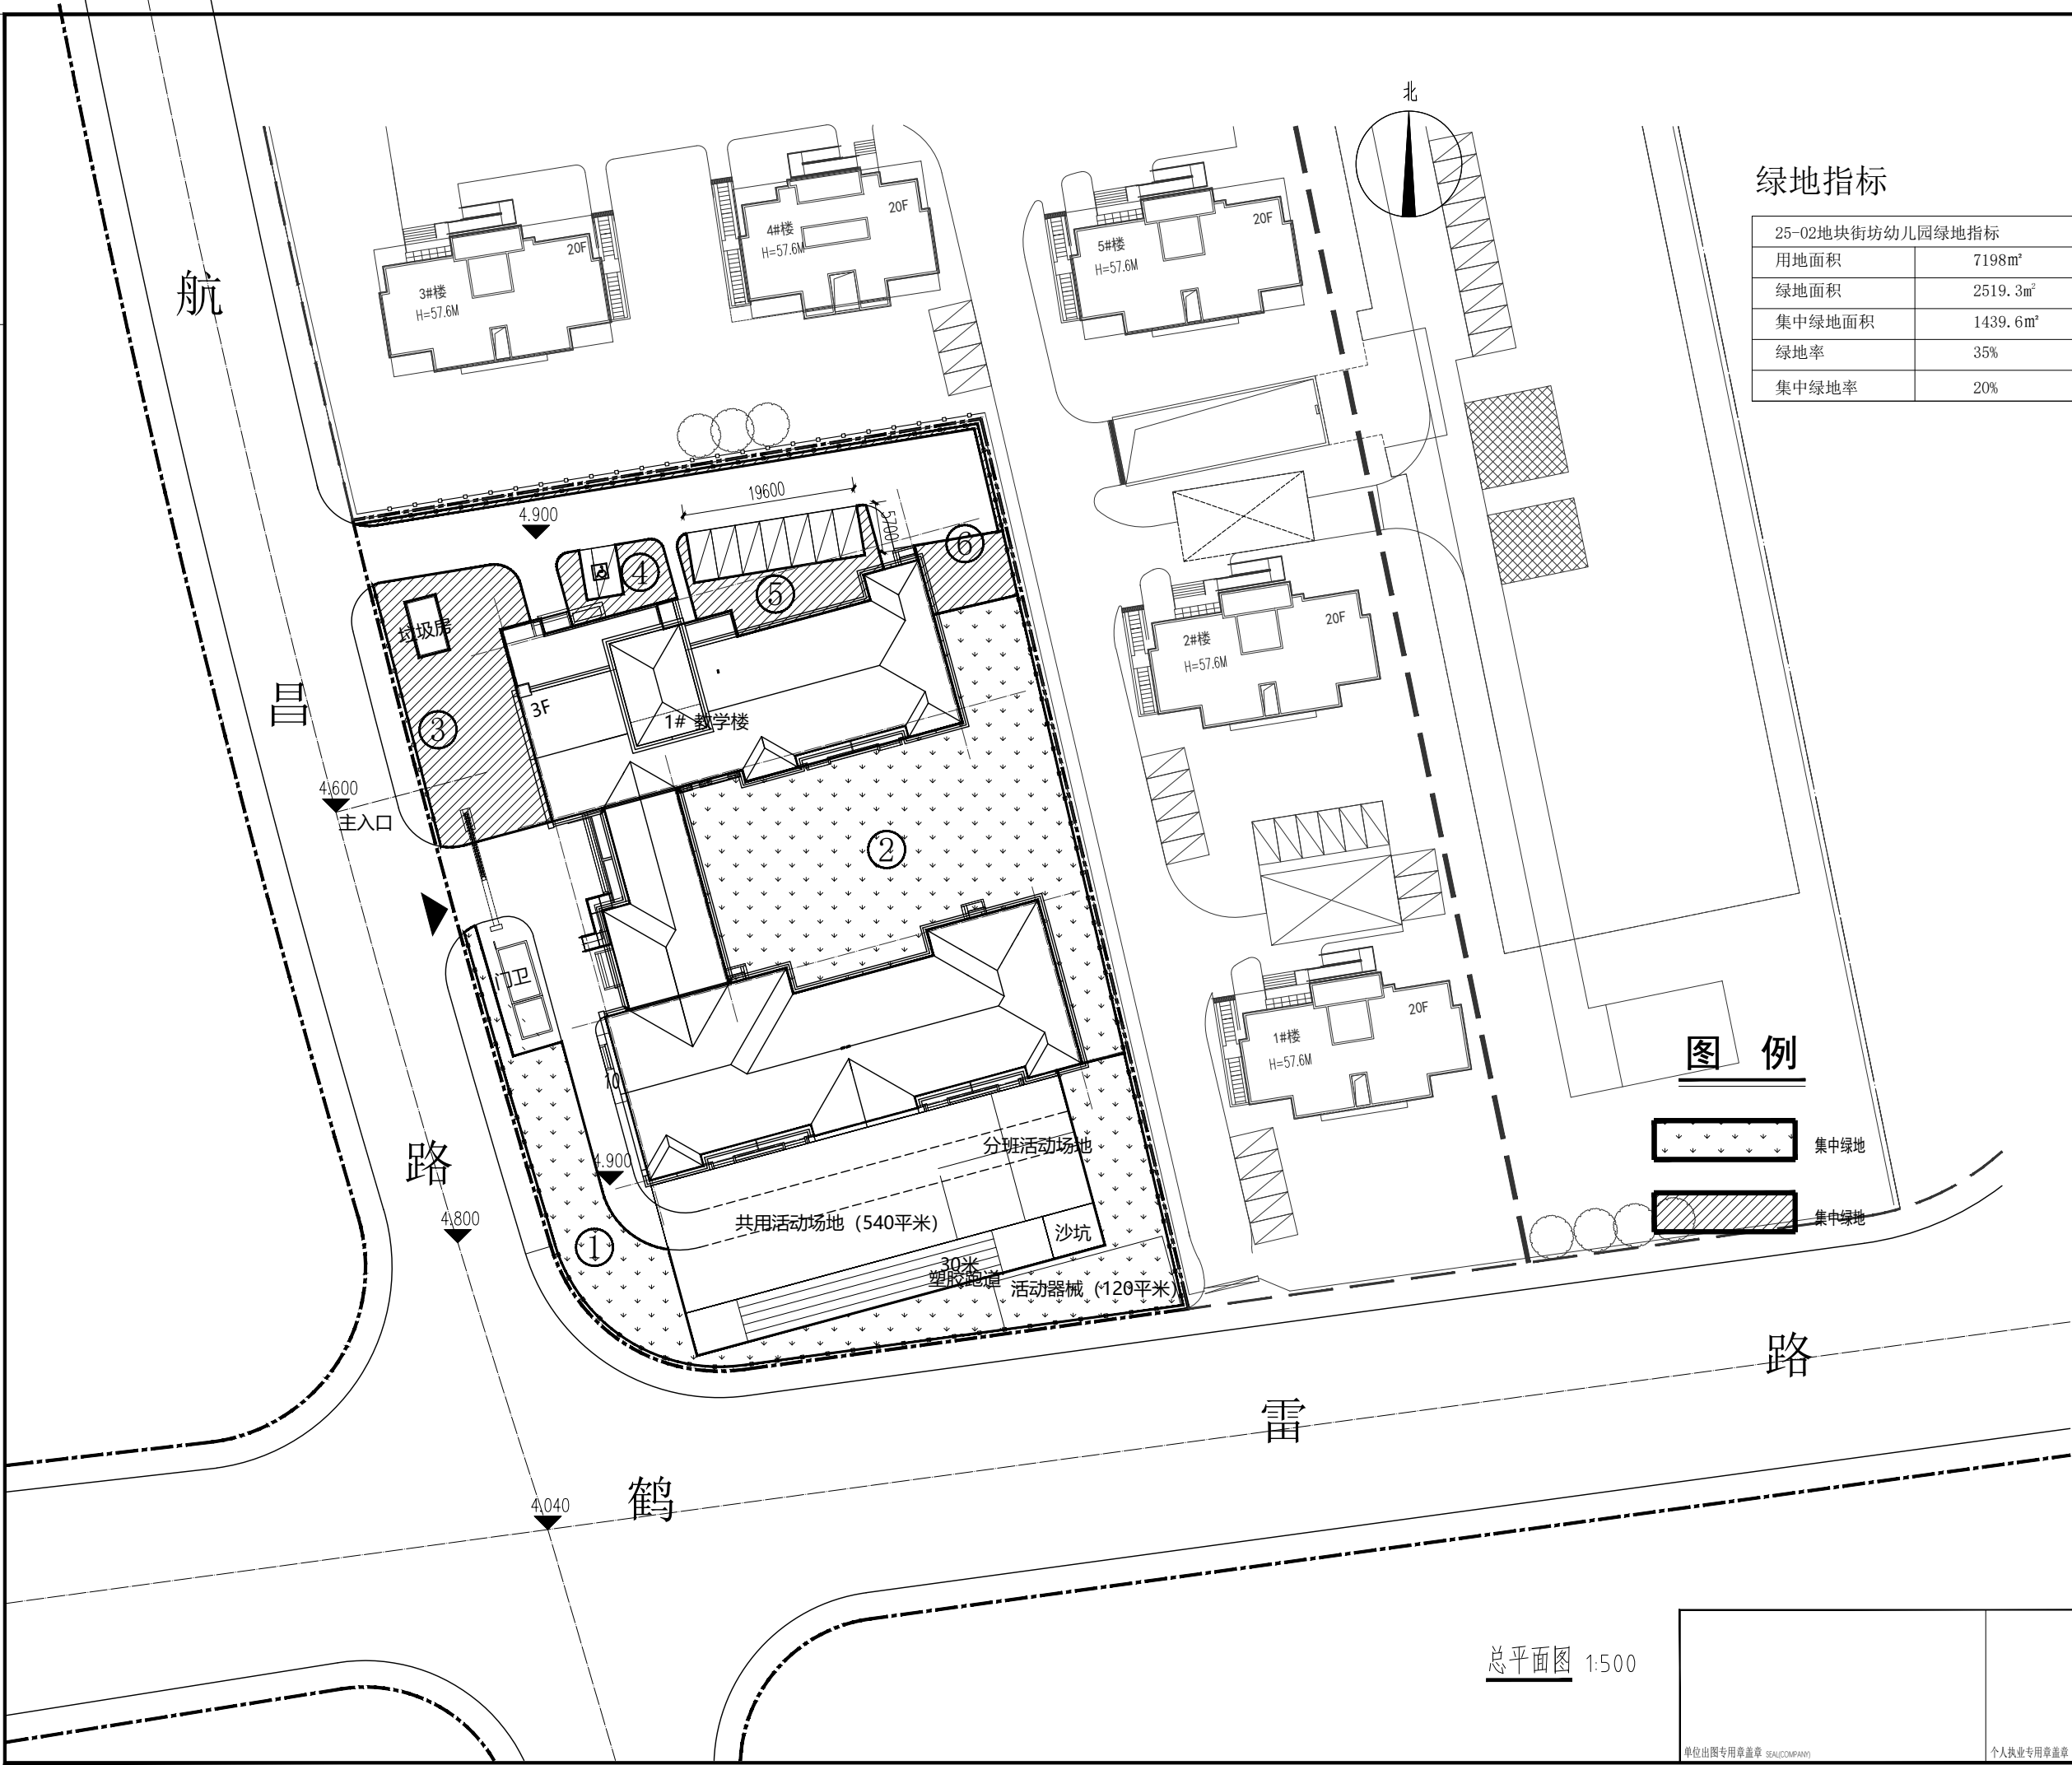 北
绿地指标
25-02地块街坊幼儿园绿地指标
用地面积 7198m²
绿地面积 2519.3m²
集中绿地面积 1439.6m²
绿地率 35%
集中绿地率 20%
3#楼
H=57.6M
20F
4#楼
H=57.6M
20F
5#楼
H=57.6M
20F
航
昌
路
19600
5700
4.900
④
⑤
⑥
垃圾房
③
3F
1# 教学楼
2#楼
H=57.6M
20F
4.600
主入口
②
门卫
1#楼
H=57.6M
20F
10
4.900
分班活动场地
共用活动场地（540平米）
沙坑
30米
塑胶跑道
活动器械（120平米）
①
4.800
图 例
集中绿地
集中绿地
4.040
鹤
雷
路
总平面图 1:500
单位出图专用章盖章 SEAL(COMPANY)
个人执业专用章盖章